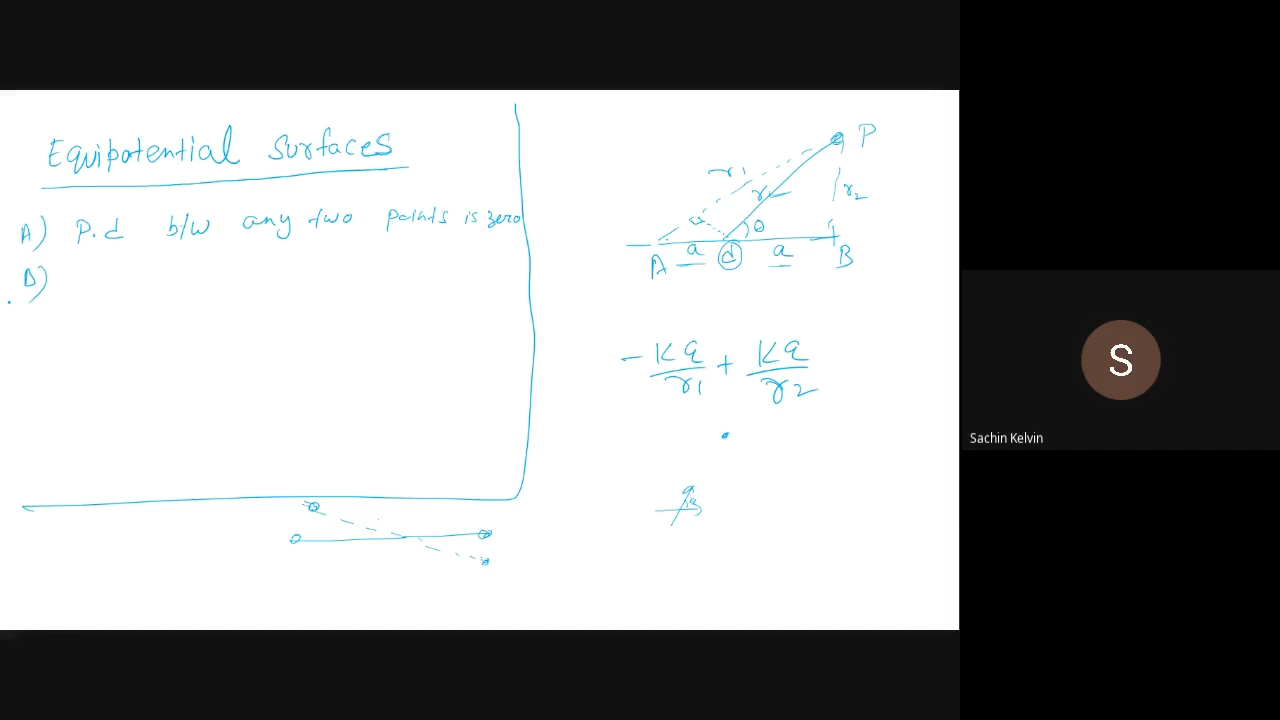 Equipotential Surfaces
A) P.d b/w any two points is zero
B)
P
r1
r
r2
θ
A a d a B
- Kq/r1 + Kq/r2
S
Sachin Kelvin